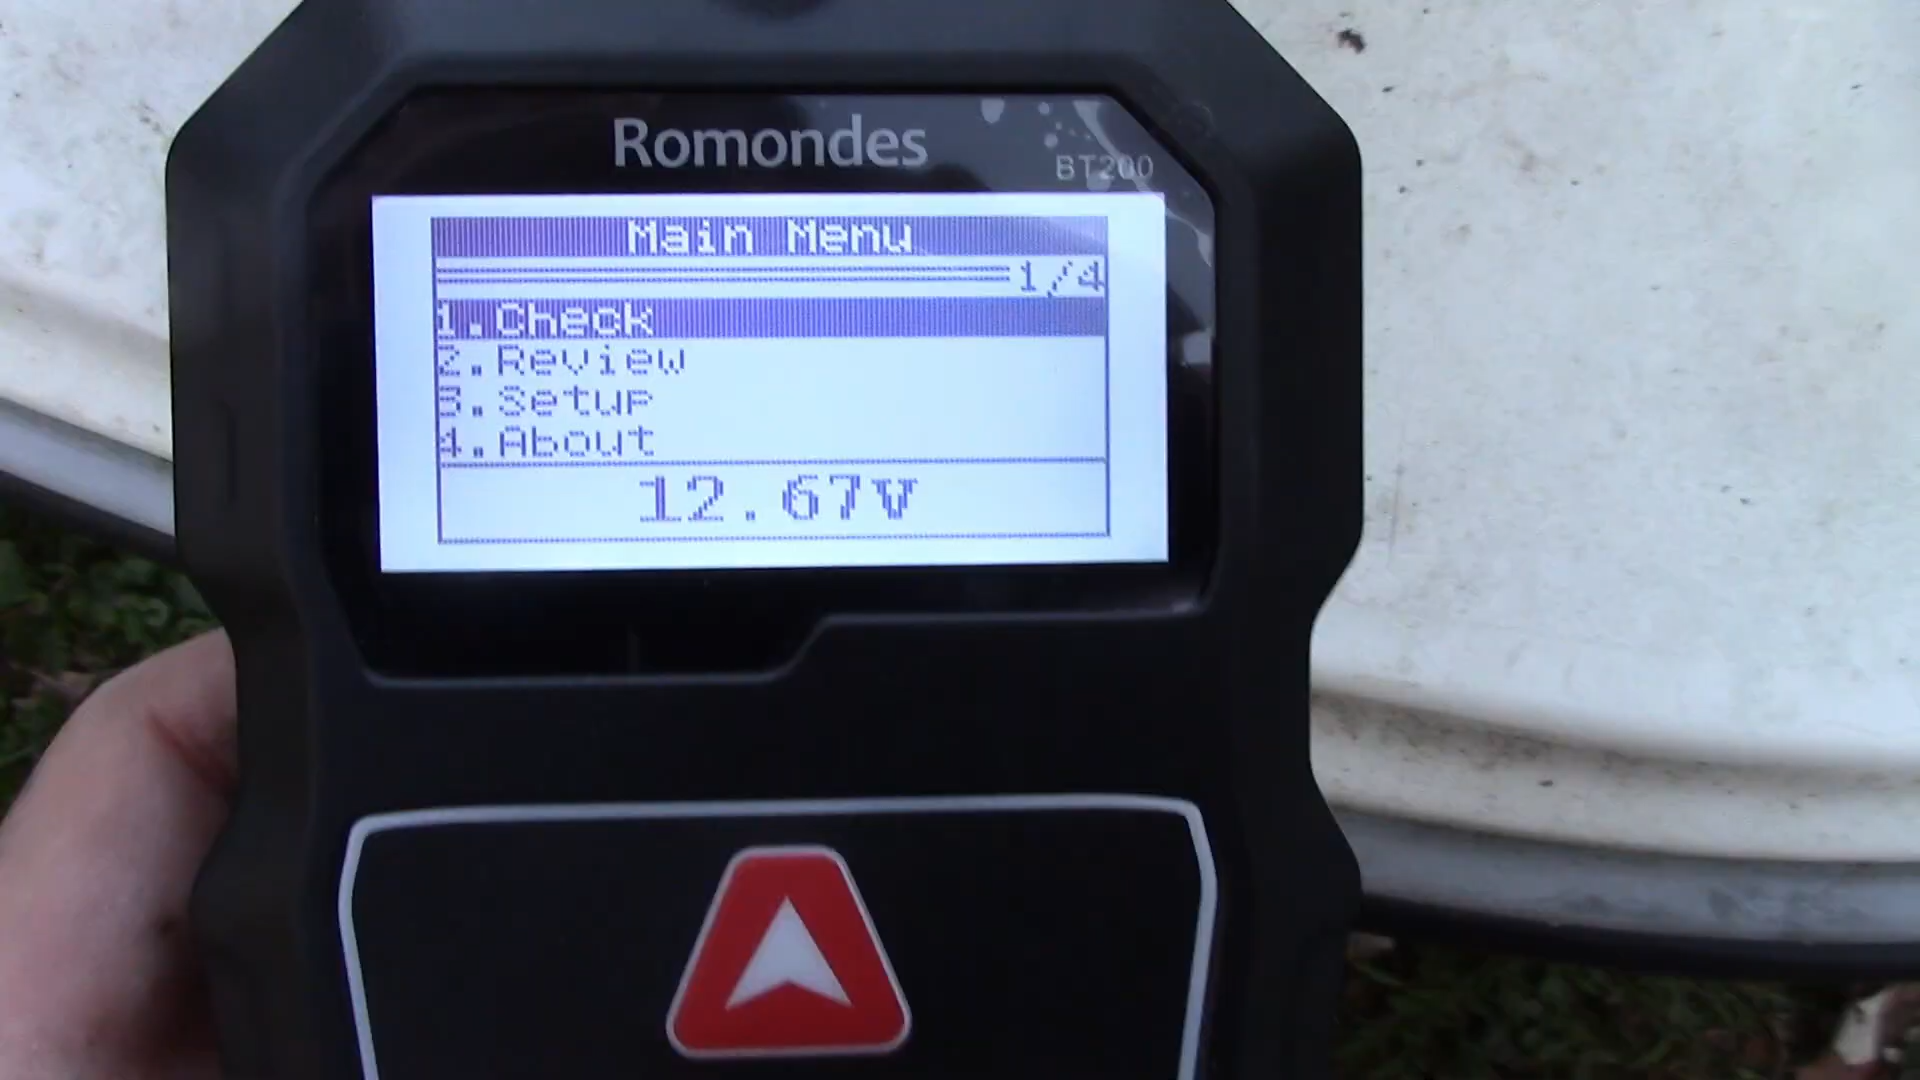 Romondes
BT200
Main Menu
1/4
1.Check
2.Review
3.Setup
4.About
12.67V